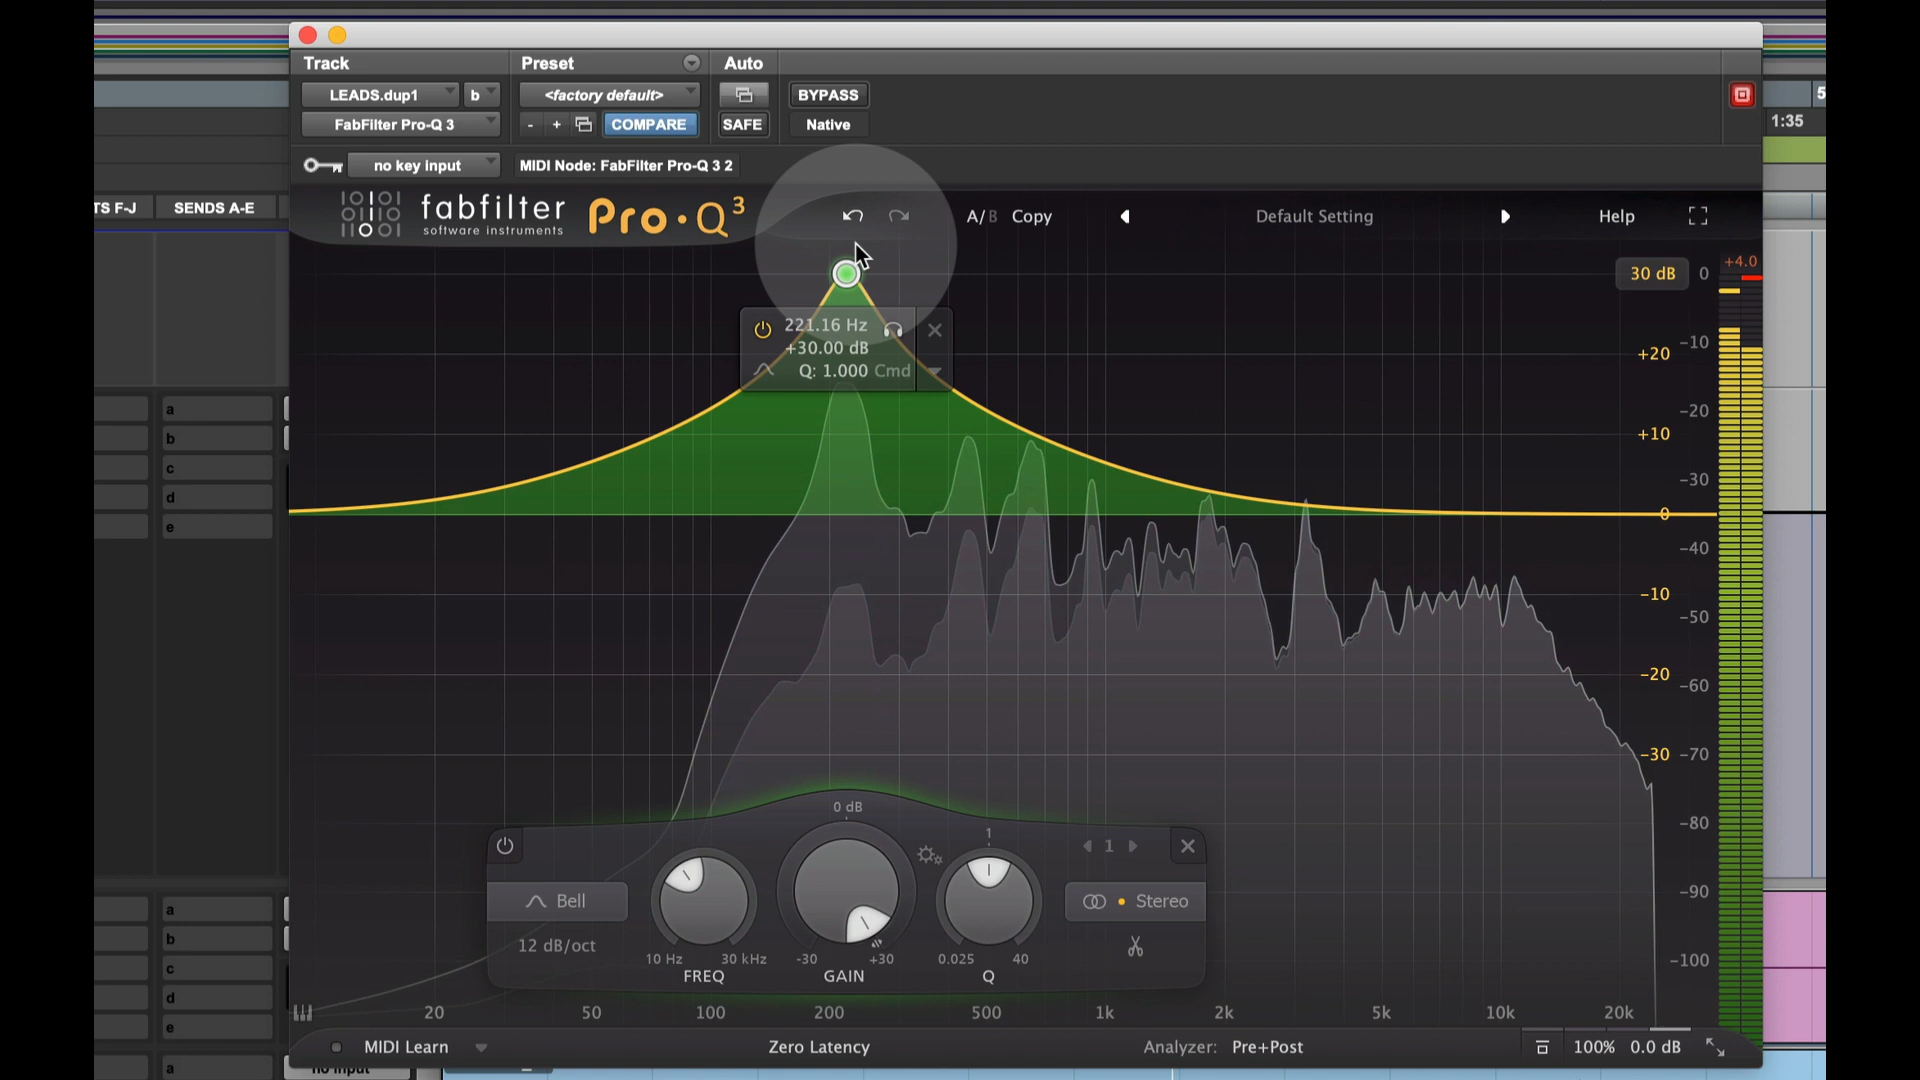 Track
Preset
Auto
LEADS.dup1
b
<factory default>
BYPASS
FabFilter Pro-Q 3
- + COMPARE
SAFE
Native
no key input
MIDI Node: FabFilter Pro-Q 3 2
fabfilter
software instruments
Pro·Q3
A/B Copy
Default Setting
Help
5
1:35
TS F-J
SENDS A-E
30 dB
0
+4.0
221.16 Hz
+30.00 dB
Q: 1.000 Cmd
-10
+20
-20
+10
-30
0
-40
-10
-50
-20
-60
-30
-70
-80
-90
-100
a
b
c
d
e
0 dB
1
1
Bell
12 dB/oct
Stereo
10 Hz 30 kHz
FREQ
-30 +30
GAIN
0.025 40
Q
a
b
c
d
e
a
20 50 100 200 500 1k 2k 5k 10k 20k
MIDI Learn
Zero Latency
Analyzer: Pre+Post
100% 0.0 dB
no input